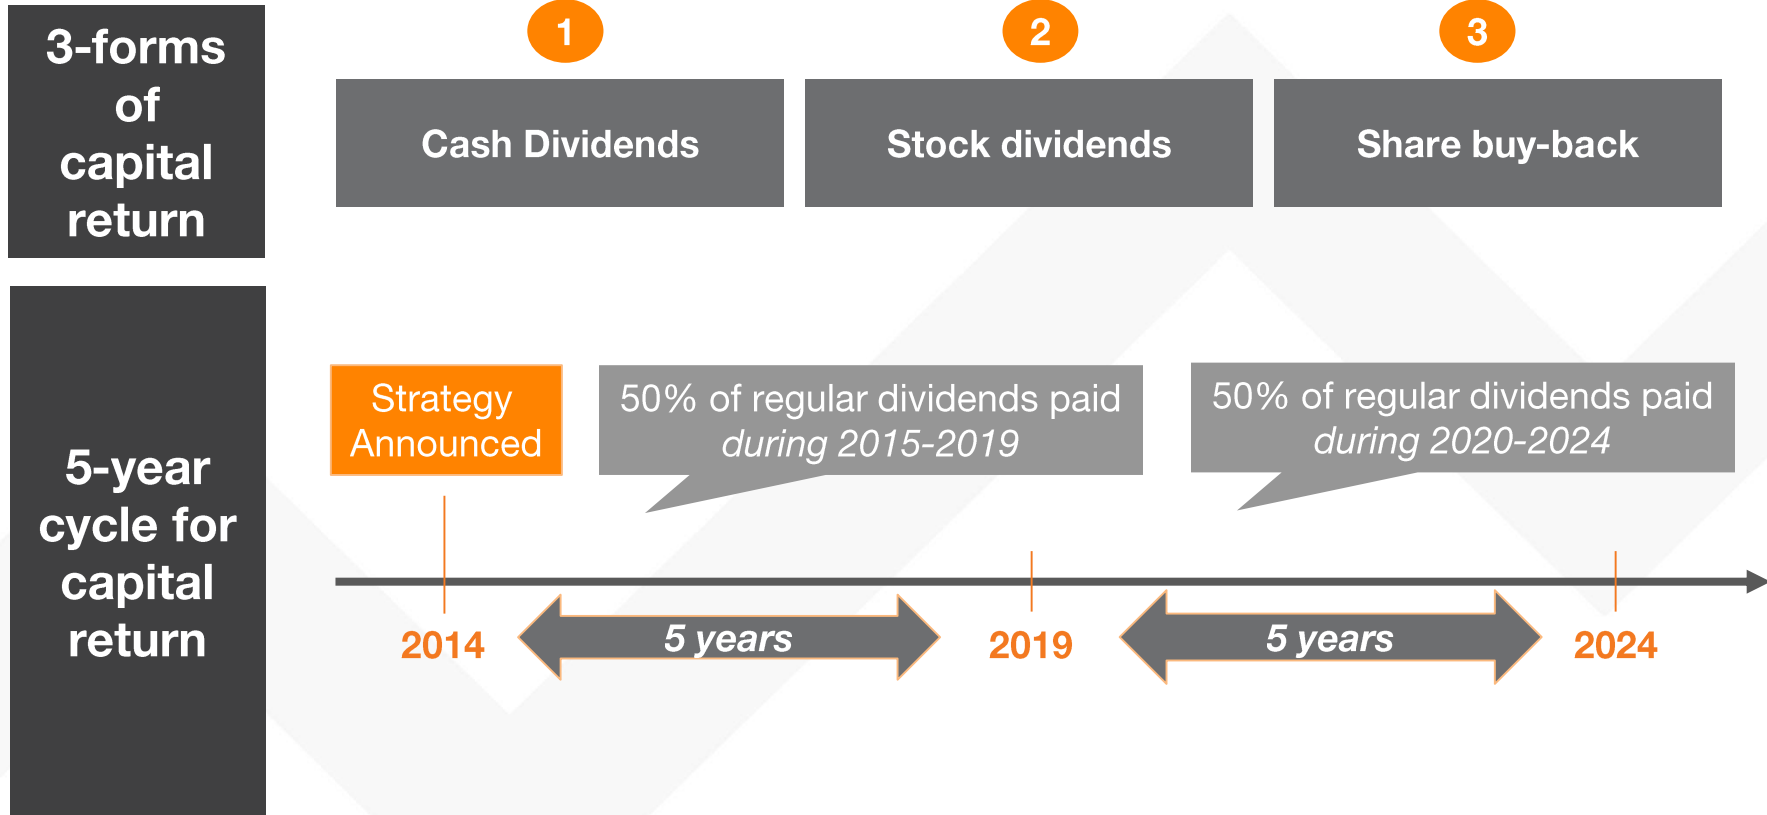 3-forms
of
capital
return
1
2
3
Cash Dividends
Stock dividends
Share buy-back
5-year
cycle for
capital
return
Strategy
Announced
50% of regular dividends paid
during 2015-2019
50% of regular dividends paid
during 2020-2024
2014
5 years
2019
5 years
2024